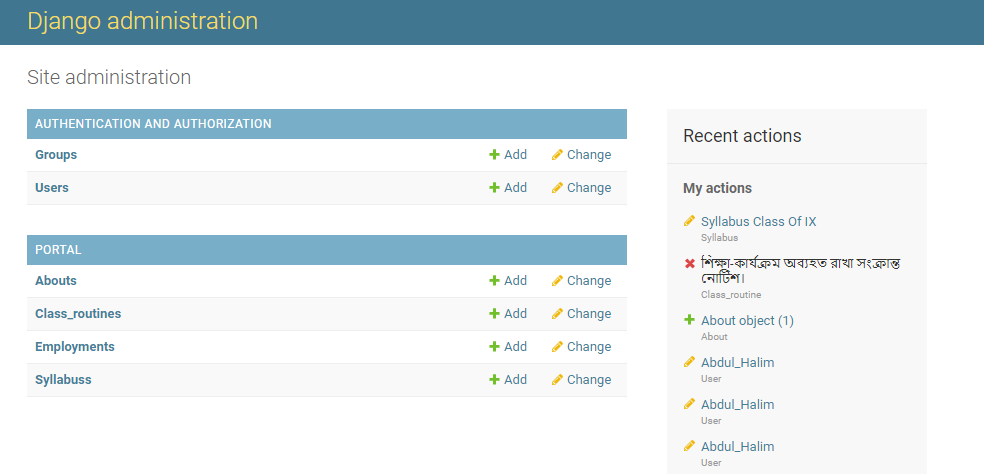 Django administration
Site administration
AUTHENTICATION AND AUTHORIZATION
Groups Add Change
Users Add Change
PORTAL
Abouts Add Change
Class_routines Add Change
Employments Add Change
Syllabuss Add Change
Recent actions
My actions
Syllabus Class Of IX
Syllabus
শিক্ষা-কার্যক্রম অব্যহত রাখা সংক্রান্ত
নোটিশ।
Class_routine
About object (1)
About
Abdul_Halim
User
Abdul_Halim
User
Abdul_Halim
User